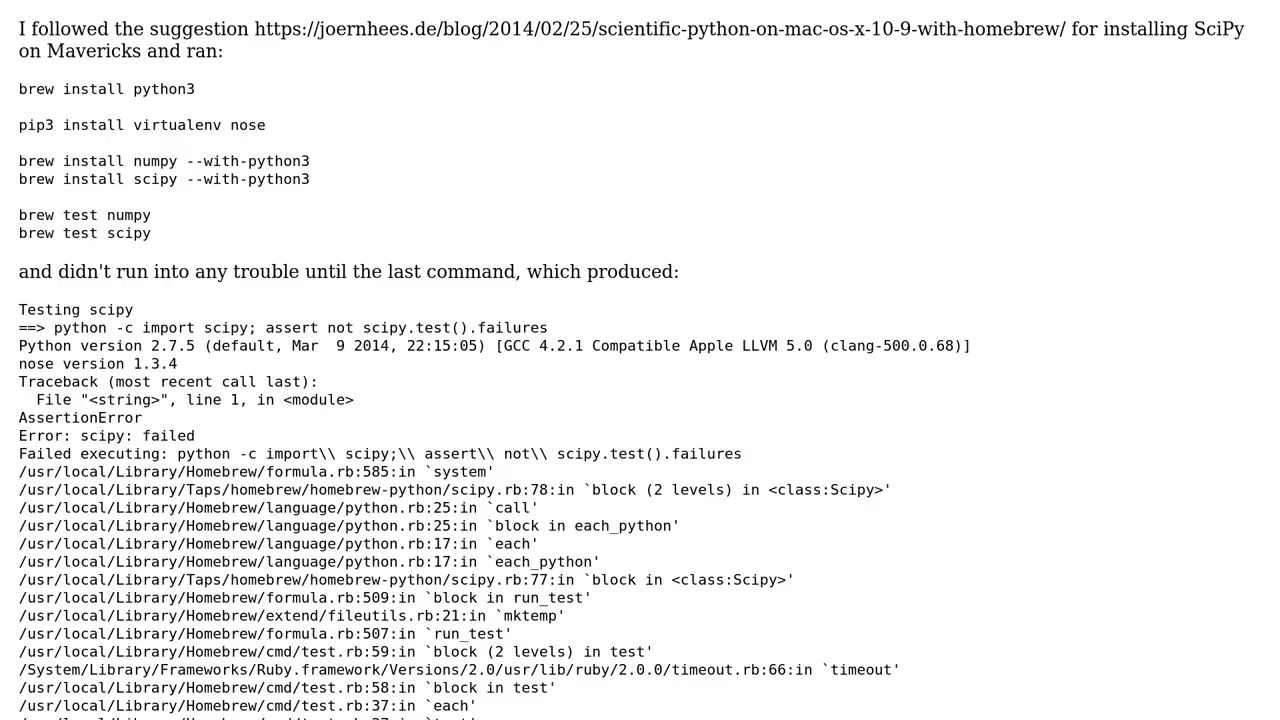 I followed the suggestion https://joernhees.de/blog/2014/02/25/scientific-python-on-mac-os-x-10-9-with-homebrew/ for installing SciPy
on Mavericks and ran:
brew install python3
pip3 install virtualenv nose
brew install numpy --with-python3
brew install scipy --with-python3
brew test numpy
brew test scipy
and didn't run into any trouble until the last command, which produced:
Testing scipy
==> python -c import scipy; assert not scipy.test().failures
Python version 2.7.5 (default, Mar  9 2014, 22:15:05) [GCC 4.2.1 Compatible Apple LLVM 5.0 (clang-500.0.68)]
nose version 1.3.4
Traceback (most recent call last):
  File "<string>", line 1, in <module>
AssertionError
Error: scipy: failed
Failed executing: python -c import\\ scipy;\\ assert\\ not\\ scipy.test().failures
/usr/local/Library/Homebrew/formula.rb:585:in `system'
/usr/local/Library/Taps/homebrew/homebrew-python/scipy.rb:78:in `block (2 levels) in <class:Scipy>'
/usr/local/Library/Homebrew/language/python.rb:25:in `call'
/usr/local/Library/Homebrew/language/python.rb:25:in `block in each_python'
/usr/local/Library/Homebrew/language/python.rb:17:in `each'
/usr/local/Library/Homebrew/language/python.rb:17:in `each_python'
/usr/local/Library/Taps/homebrew/homebrew-python/scipy.rb:77:in `block in <class:Scipy>'
/usr/local/Library/Homebrew/formula.rb:509:in `block in run_test'
/usr/local/Library/Homebrew/extend/fileutils.rb:21:in `mktemp'
/usr/local/Library/Homebrew/formula.rb:507:in `run_test'
/usr/local/Library/Homebrew/cmd/test.rb:59:in `block (2 levels) in test'
/System/Library/Frameworks/Ruby.framework/Versions/2.0/usr/lib/ruby/2.0.0/timeout.rb:66:in `timeout'
/usr/local/Library/Homebrew/cmd/test.rb:58:in `block in test'
/usr/local/Library/Homebrew/cmd/test.rb:37:in `each'